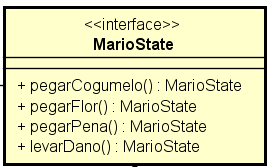 <<interface>>
MarioState
+ pegarCogumelo() : MarioState
+ pegarFlor() : MarioState
+ pegarPena() : MarioState
+ levarDano() : MarioState